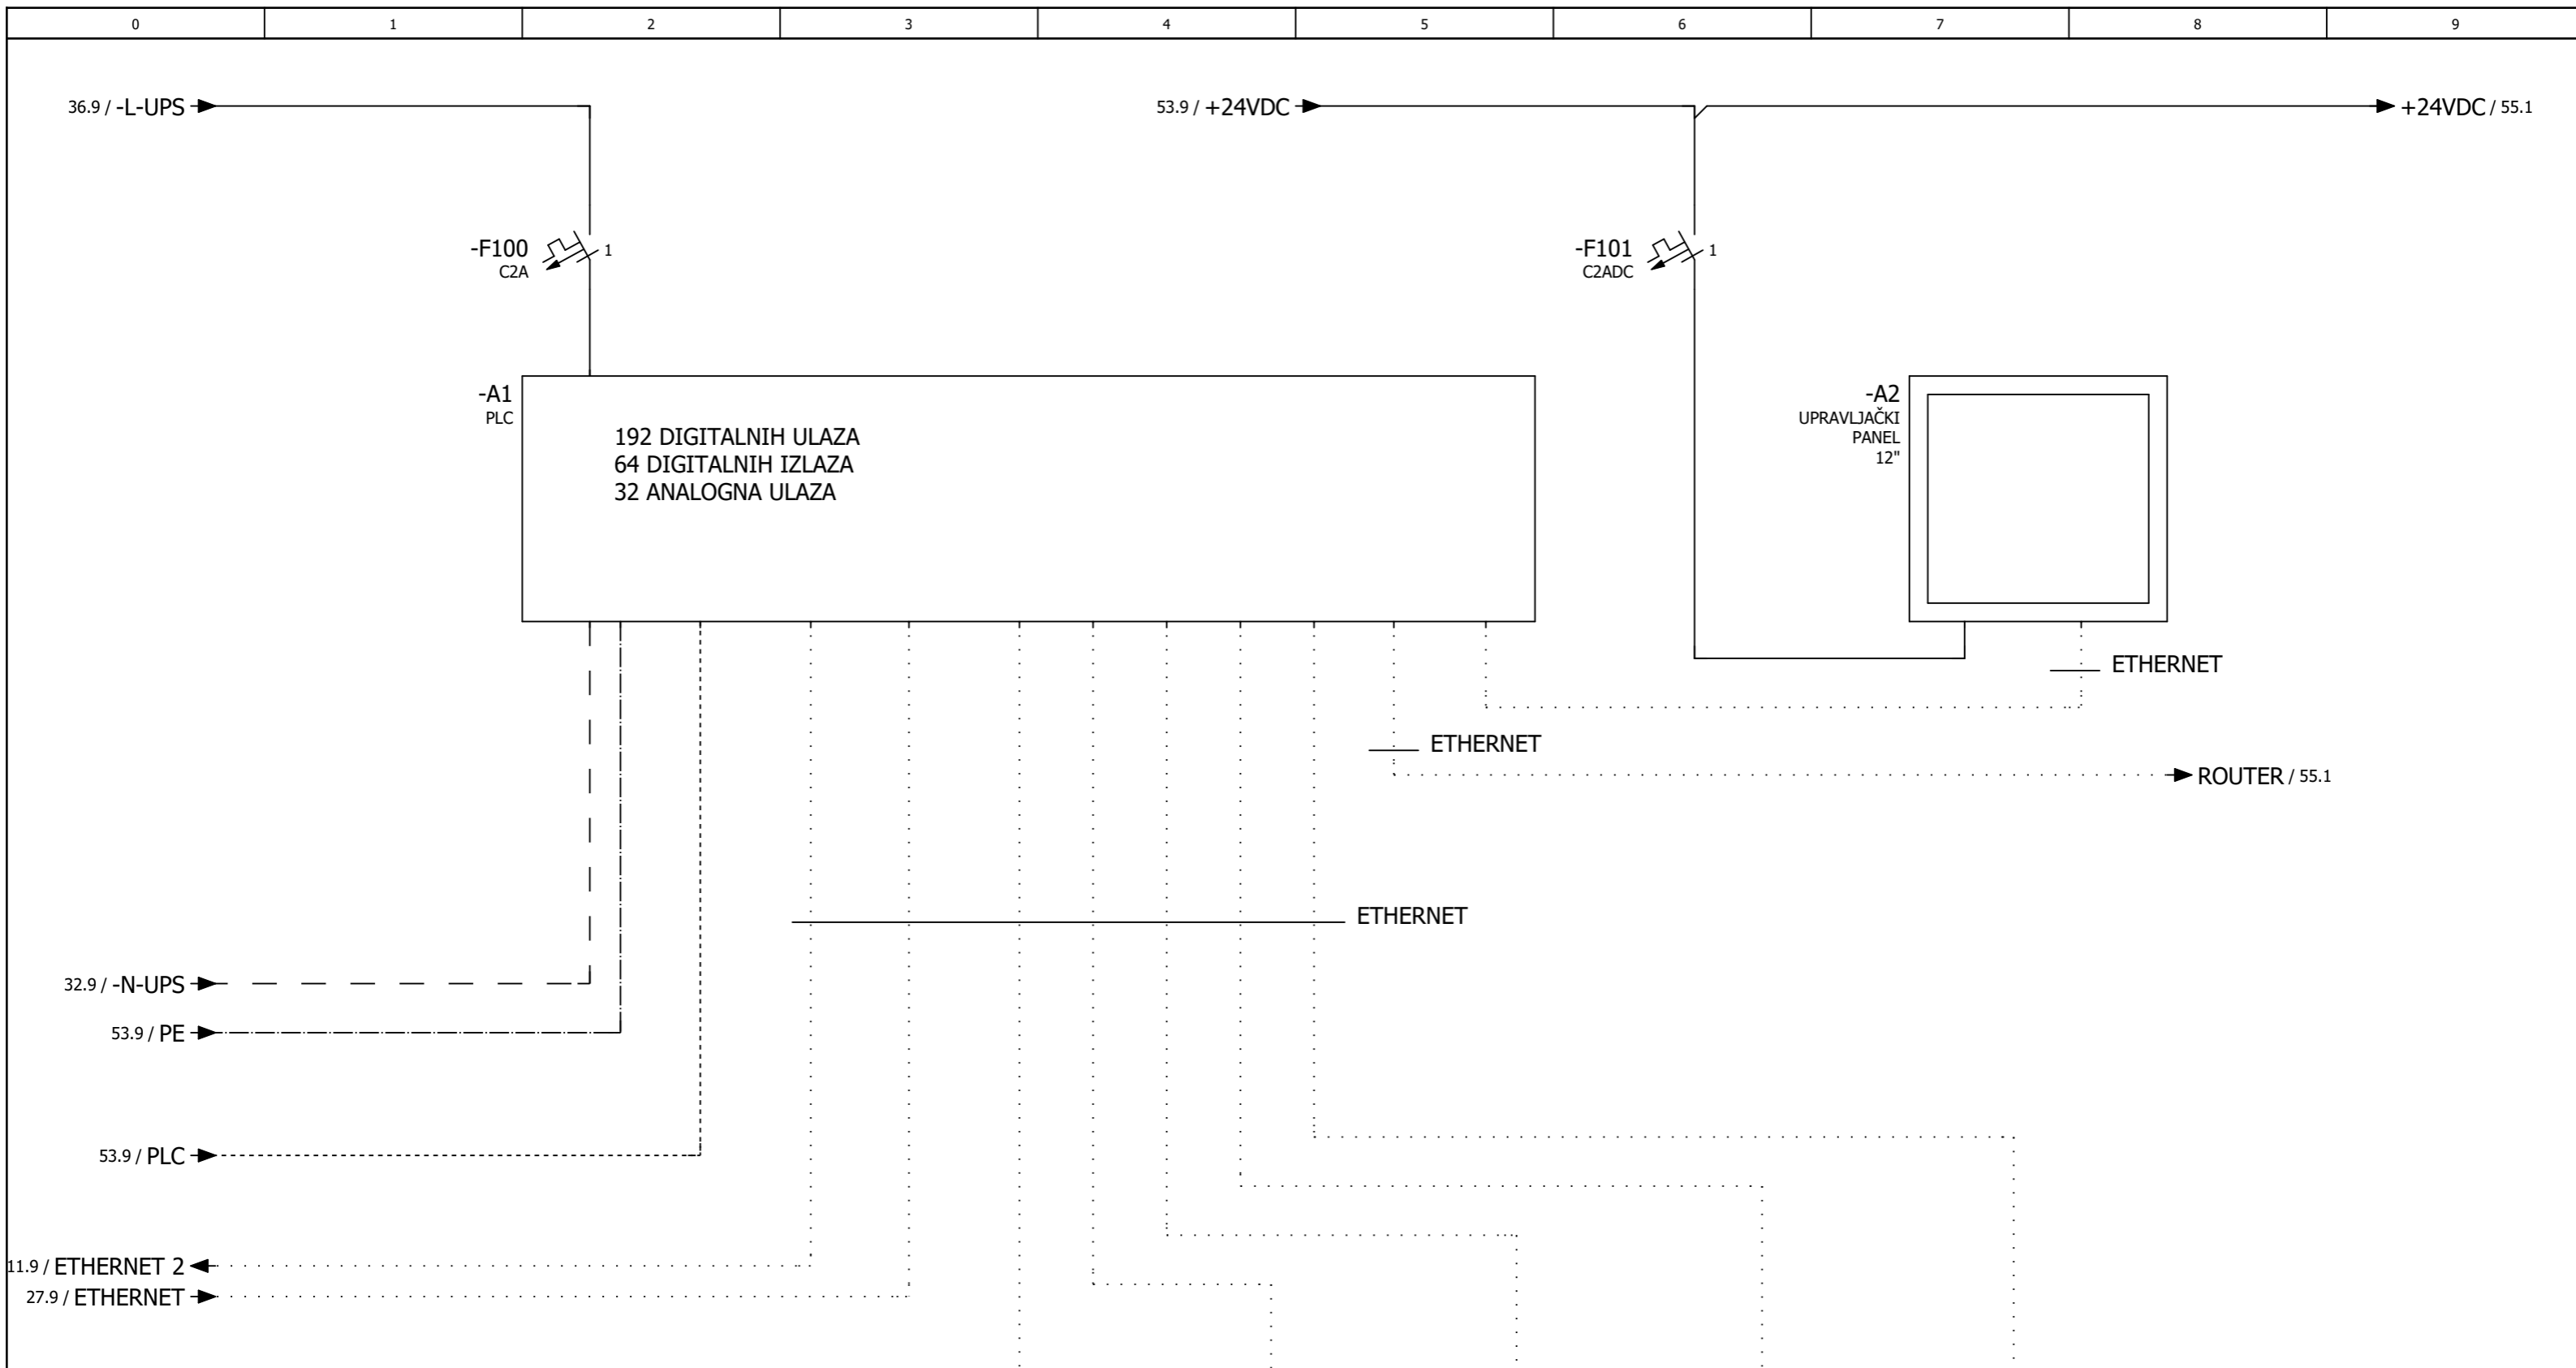 0 1 2 3 4 5 6 7 8 9
36.9 / -L-UPS
53.9 / +24VDC
+24VDC / 55.1
-F100
C2A
1
-F101
C2ADC
1
-A1
PLC
192 DIGITALNIH ULAZA
64 DIGITALNIH IZLAZA
32 ANALOGNA ULAZA
-A2
UPRAVLJAČKI
PANEL
12"
ETHERNET
ETHERNET
ROUTER / 55.1
ETHERNET
32.9 / -N-UPS
53.9 / PE
53.9 / PLC
11.9 / ETHERNET 2
27.9 / ETHERNET